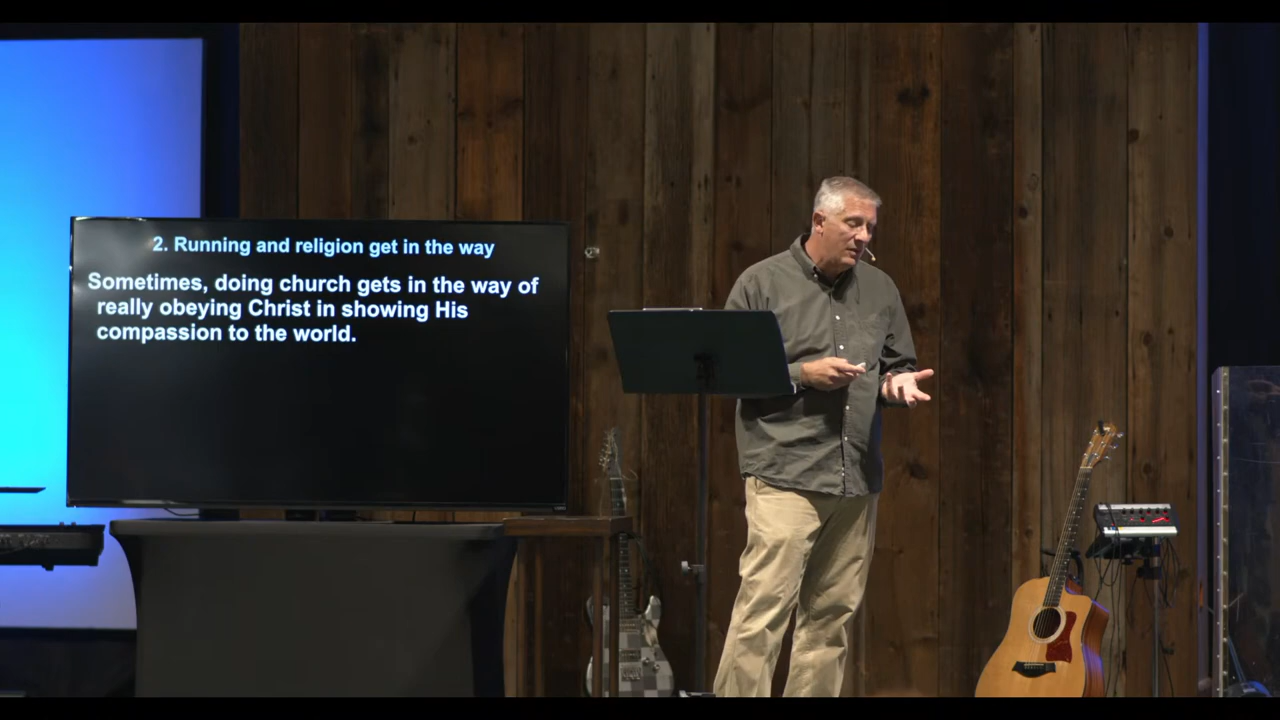 2. Running and religion get in the way
Sometimes, doing church gets in the way of
really obeying Christ in showing His
compassion to the world.